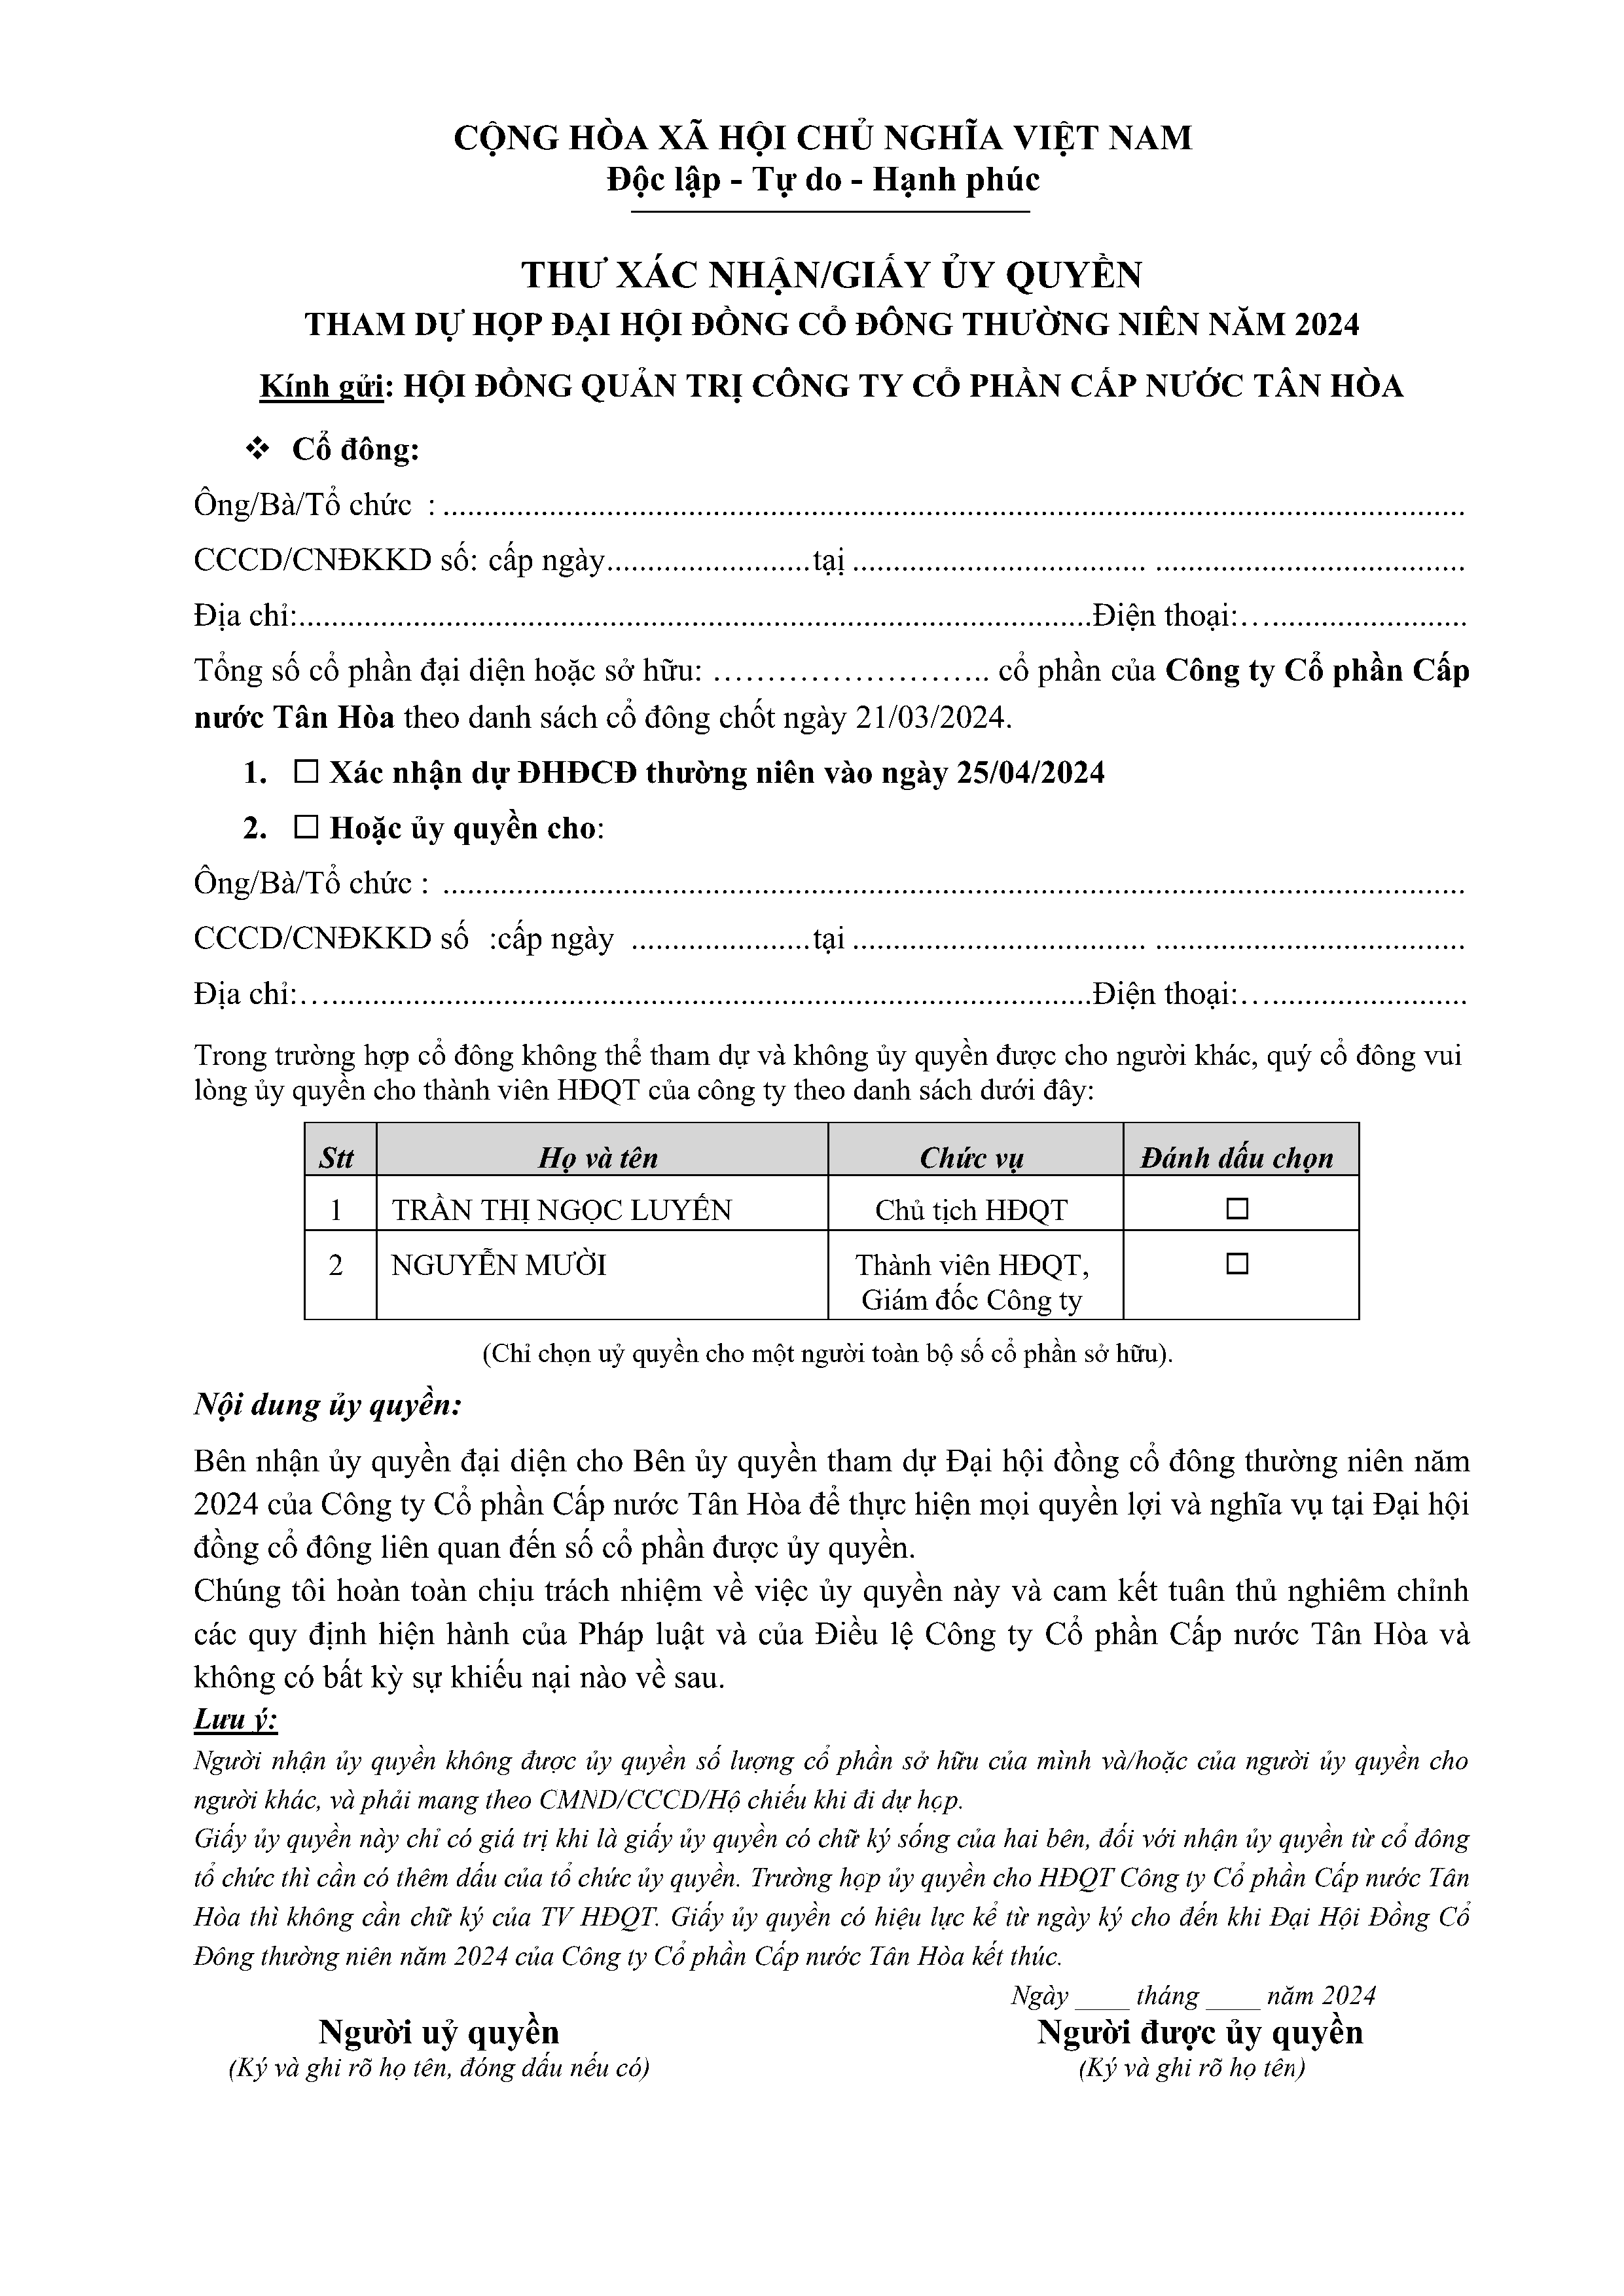 CỘNG HÒA XÃ HỘI CHỦ NGHĨA VIỆT NAM
Độc lập - Tự do - Hạnh phúc
THƯ XÁC NHẬN/GIẤY ỦY QUYỀN
THAM DỰ HỌP ĐẠI HỘI ĐỒNG CỔ ĐÔNG THƯỜNG NIÊN NĂM 2024
Kính gửi: HỘI ĐỒNG QUẢN TRỊ CÔNG TY CỔ PHẦN CẤP NƯỚC TÂN HÒA
❖ Cổ đông:
Ông/Bà/Tổ chức : ..............................................................................................................................
CCCD/CNĐKKD số: cấp ngày.........................tại .................................... ......................................
Địa chỉ:.................................................................................................Điện thoại:…........................
Tổng số cổ phần đại diện hoặc sở hữu: …………………….. cổ phần của Công ty Cổ phần Cấp
nước Tân Hòa theo danh sách cổ đông chốt ngày 21/03/2024.
1. ☐ Xác nhận dự ĐHĐCĐ thường niên vào ngày 25/04/2024
2. ☐ Hoặc ủy quyền cho:
Ông/Bà/Tổ chức : ..............................................................................................................................
CCCD/CNĐKKD số :cấp ngày ......................tại .................................... ......................................
Địa chỉ:….............................................................................................Điện thoại:…........................
Trong trường hợp cổ đông không thể tham dự và không ủy quyền được cho người khác, quý cổ đông vui
lòng ủy quyền cho thành viên HĐQT của công ty theo danh sách dưới đây:
Stt Họ và tên Chức vụ Đánh dấu chọn
1 TRẦN THỊ NGỌC LUYẾN Chủ tịch HĐQT ☐
2 NGUYỄN MƯỜI Thành viên HĐQT, ☐
Giám đốc Công ty
(Chỉ chọn uỷ quyền cho một người toàn bộ số cổ phần sở hữu).
Nội dung ủy quyền:
Bên nhận ủy quyền đại diện cho Bên ủy quyền tham dự Đại hội đồng cổ đông thường niên năm
2024 của Công ty Cổ phần Cấp nước Tân Hòa để thực hiện mọi quyền lợi và nghĩa vụ tại Đại hội
đồng cổ đông liên quan đến số cổ phần được ủy quyền.
Chúng tôi hoàn toàn chịu trách nhiệm về việc ủy quyền này và cam kết tuân thủ nghiêm chỉnh
các quy định hiện hành của Pháp luật và của Điều lệ Công ty Cổ phần Cấp nước Tân Hòa và
không có bất kỳ sự khiếu nại nào về sau.
Lưu ý:
Người nhận ủy quyền không được ủy quyền số lượng cổ phần sở hữu của mình và/hoặc của người ủy quyền cho
người khác, và phải mang theo CMND/CCCD/Hộ chiếu khi đi dự họp.
Giấy ủy quyền này chỉ có giá trị khi là giấy ủy quyền có chữ ký sống của hai bên, đối với nhận ủy quyền từ cổ đông
tổ chức thì cần có thêm dấu của tổ chức ủy quyền. Trường hợp ủy quyền cho HĐQT Công ty Cổ phần Cấp nước Tân
Hòa thì không cần chữ ký của TV HĐQT. Giấy ủy quyền có hiệu lực kể từ ngày ký cho đến khi Đại Hội Đồng Cổ
Đông thường niên năm 2024 của Công ty Cổ phần Cấp nước Tân Hòa kết thúc.
Ngày ____ tháng ____ năm 2024
Người uỷ quyền Người được ủy quyền
(Ký và ghi rõ họ tên, đóng dấu nếu có) (Ký và ghi rõ họ tên)